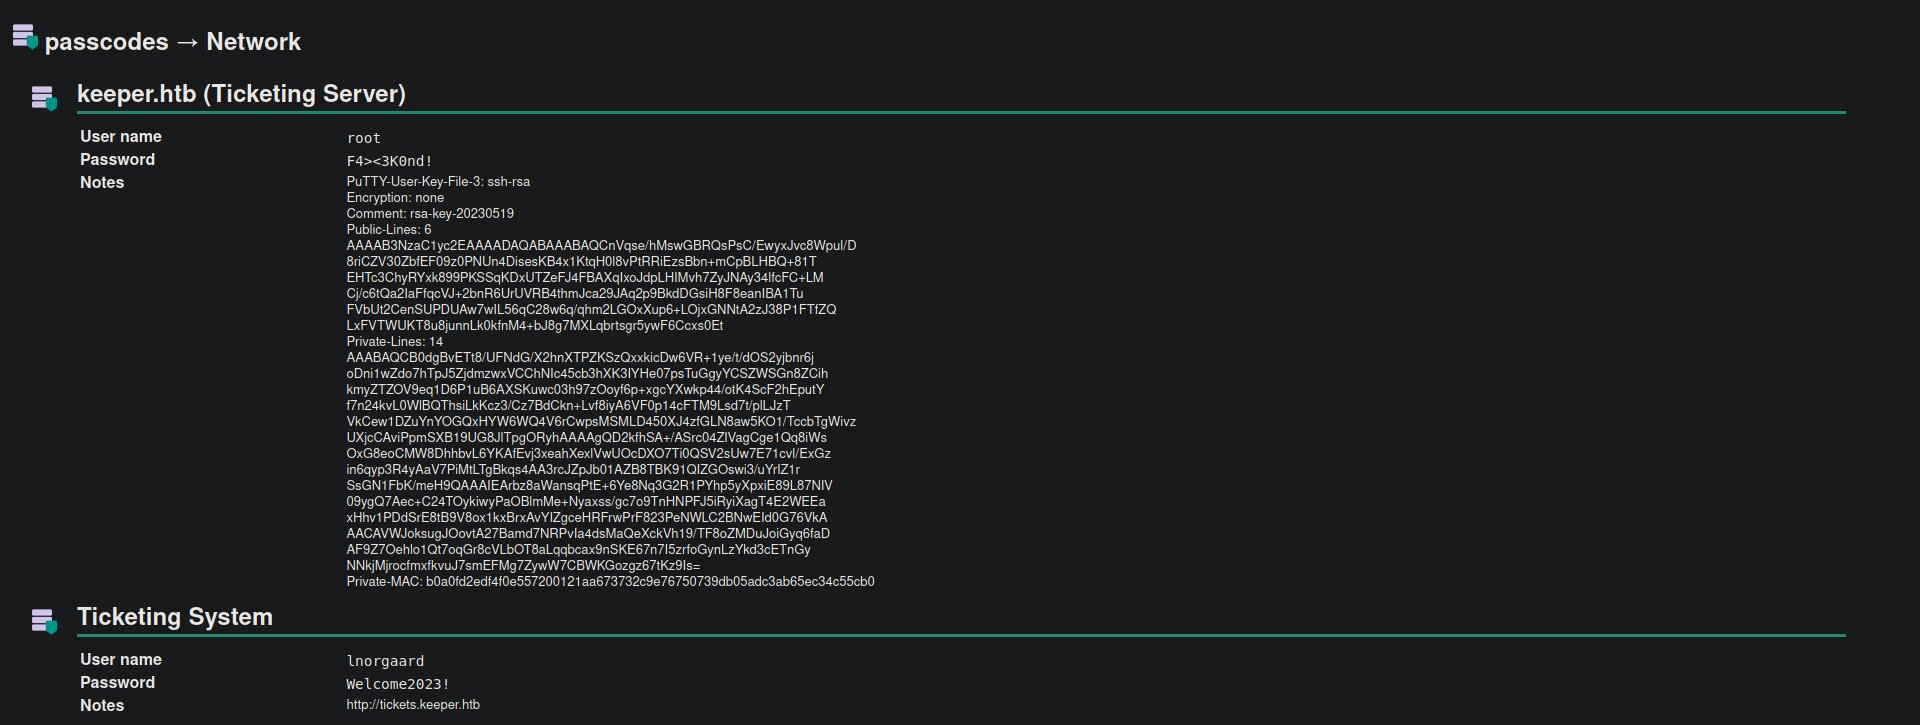 passcodes → Network
keeper.htb (Ticketing Server)
User name root
Password F4><3K0nd!
Notes PuTTY-User-Key-File-3: ssh-rsa
Encryption: none
Comment: rsa-key-20230519
Public-Lines: 6
AAAAB3NzaC1yc2EAAAADAQABAAABAQCnVqse/hMswGBRQsPsC/EwyxJvc8Wpul/D
8riCZV30ZbfEF09z0PNUn4DisesKB4x1KtqH0l8vPtRRiEzsBbn+mCpBLHBQ+81T
EHTc3ChyRYxk899PKSSqKDxUTZeFJ4FBAXqIxoJdpLHIMvh7ZyJNAy34lfcFC+LM
Cj/c6tQa2IaFfqcVJ+2bnR6UrUVRB4thmJca29JAq2p9BkdDGsiH8F8eanIBA1Tu
FVbUt2CenSUPDUAw7wIL56qC28w6q/qhm2LGOxXup6+LOjxGNNtA2zJ38P1FTfZQ
LxFVTWUKT8u8junnLk0kfnM4+bJ8g7MXLqbrtsgr5ywF6Ccxs0Et
Private-Lines: 14
AAABAQCB0dgBvETt8/UFNdG/X2hnXTPZKSzQxxkicDw6VR+1ye/t/dOS2yjbnr6j
oDni1wZdo7hTpJ5ZjdmzwxVCChNIc45cb3hXK3IYHe07psTuGgyYCSZWSGn8ZCih
kmyZTZOV9eq1D6P1uB6AXSKuwc03h97zOoyf6p+xgcYXwkp44/otK4ScF2hEputY
f7n24kvL0WlBQThsiLkKcz3/Cz7BdCkn+Lvf8iyA6VF0p14cFTM9Lsd7t/plLJzT
VkCew1DZuYnYOGQxHYW6WQ4V6rCwpsMSMLD450XJ4zfGLN8aw5KO1/TccbTgWivz
UXjcCAviPpmSXB19UG8JlTpgORyhAAAAgQD2kfhSA+/ASrc04ZIVagCge1Qq8iWs
OxG8eoCMW8DhhbvL6YKAfEvj3xeahXexlVwUOcDXO7Ti0QSV2sUw7E71cvl/ExGz
in6qyp3R4yAaV7PiMtLTgBkqs4AA3rcJZpJb01AZB8TBK91QIZGOswi3/uYrIZ1r
SsGN1FbK/meH9QAAAIEArbz8aWansqPtE+6Ye8Nq3G2R1PYhp5yXpxiE89L87NIV
09ygQ7Aec+C24TOykiwyPaOBlmMe+Nyaxss/gc7o9TnHNPFJ5iRyiXagT4E2WEEa
xHhv1PDdSrE8tB9V8ox1kxBrxAvYIZgceHRFrwPrF823PeNWLC2BNwEId0G76VkA
AACAVWJoksugJOovtA27Bamd7NRPvIa4dsMaQeXckVh19/TF8oZMDuJoiGyq6faD
AF9Z7Oehlo1Qt7oqGr8cVLbOT8aLqqbcax9nSKE67n7I5zrfoGynLzYkd3cETnGy
NNkjMjrocfmxfkvuJ7smEFMg7ZywW7CBWKGozgz67tKz9Is=
Private-MAC: b0a0fd2edf4f0e557200121aa673732c9e76750739db05adc3ab65ec34c55cb0
Ticketing System
User name lnorgaard
Password Welcome2023!
Notes http://tickets.keeper.htb